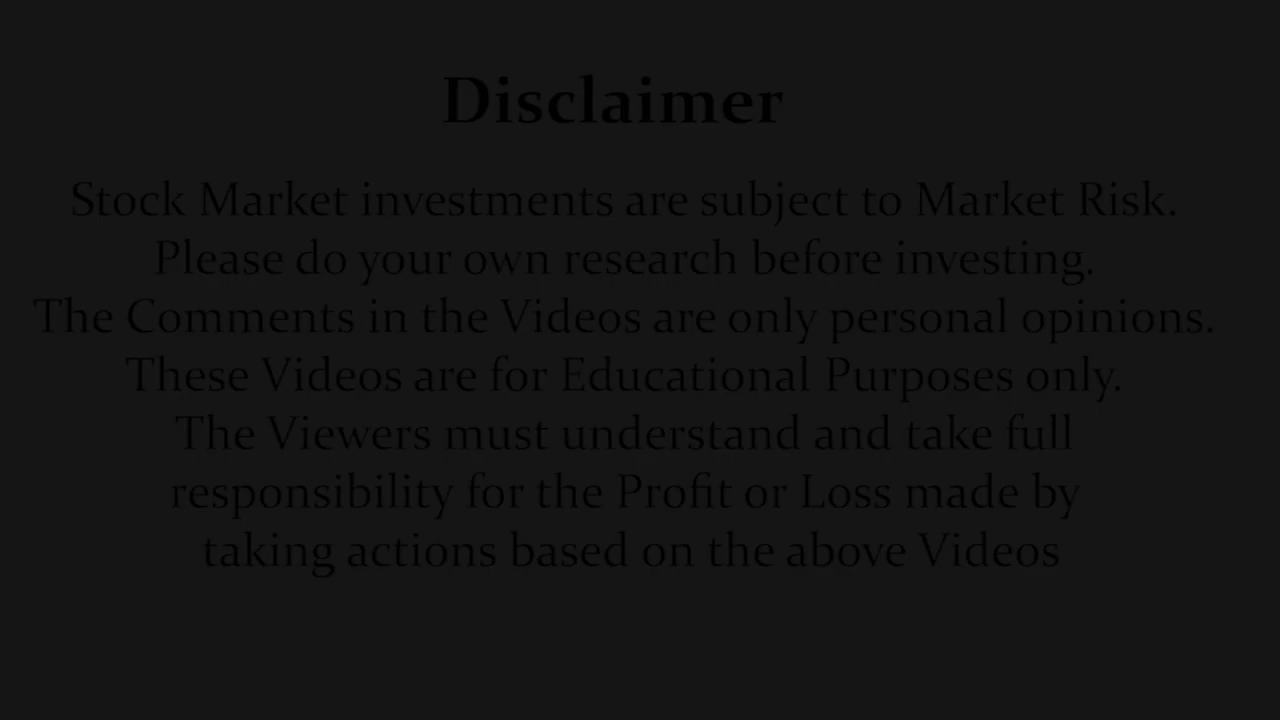 Disclaimer
Stock Market investments are subject to Market Risk.
Please do your own research before investing.
The Comments in the Videos are only personal opinions.
These Videos are for Educational Purposes only.
The Viewers must understand and take full
responsibility for the Profit or Loss made by
taking actions based on the above Videos